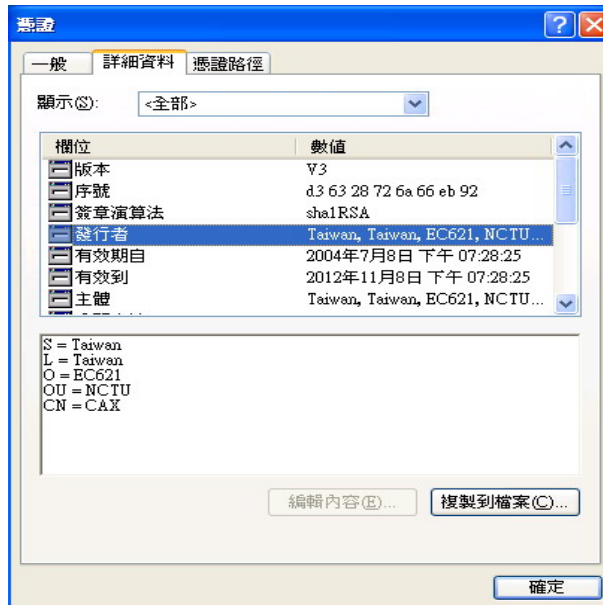 憑證
一般 詳細資料 憑證路徑
顯示(S): <全部>
欄位 數值
版本 V3
序號 d3 63 28 72 6a 66 eb 92
簽章演算法 sha1RSA
發行者 Taiwan, Taiwan, EC621, NCTU...
有效期自 2004年7月8日 下午 07:28:25
有效到 2012年11月8日 下午 07:28:25
主體 Taiwan, Taiwan, EC621, NCTU...
S = Taiwan
L = Taiwan
O = EC621
OU = NCTU
CN = CAX
編輯內容(E)... 複製到檔案(C)...
確定